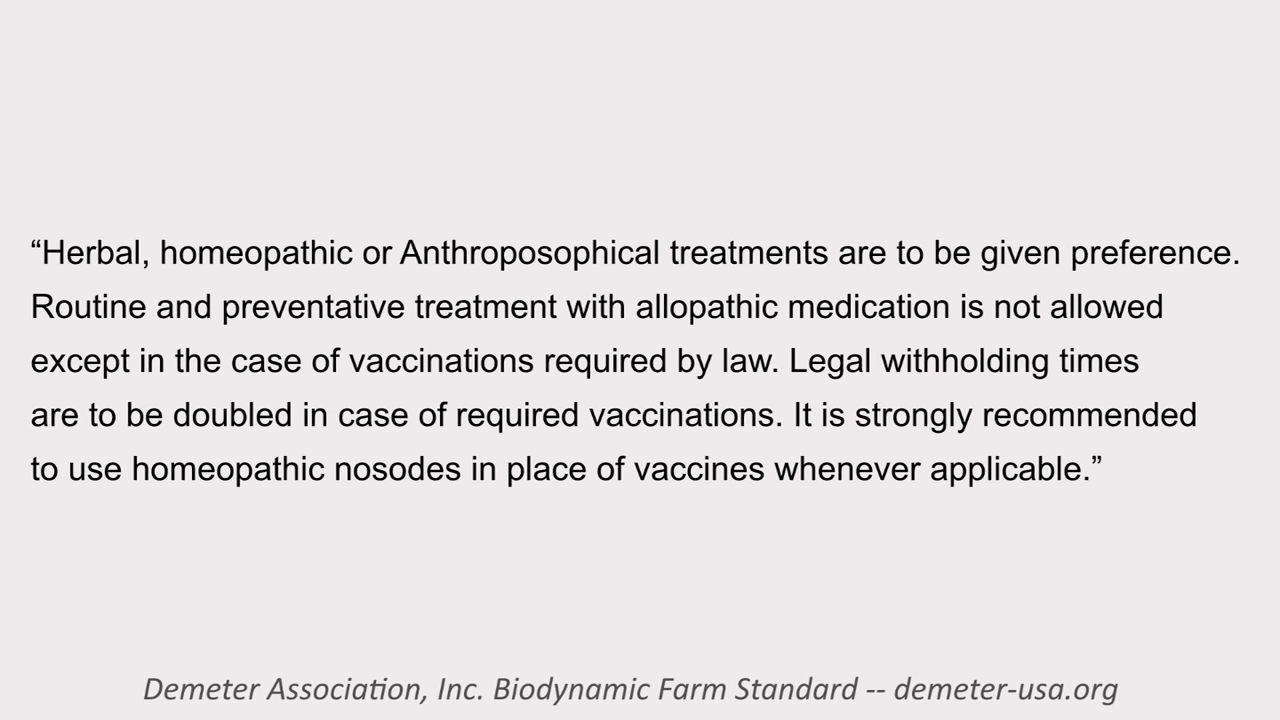 “Herbal, homeopathic or Anthroposophical treatments are to be given preference.
Routine and preventative treatment with allopathic medication is not allowed
except in the case of vaccinations required by law. Legal withholding times
are to be doubled in case of required vaccinations. It is strongly recommended
to use homeopathic nosodes in place of vaccines whenever applicable.”
Demeter Association, Inc. Biodynamic Farm Standard -- demeter-usa.org